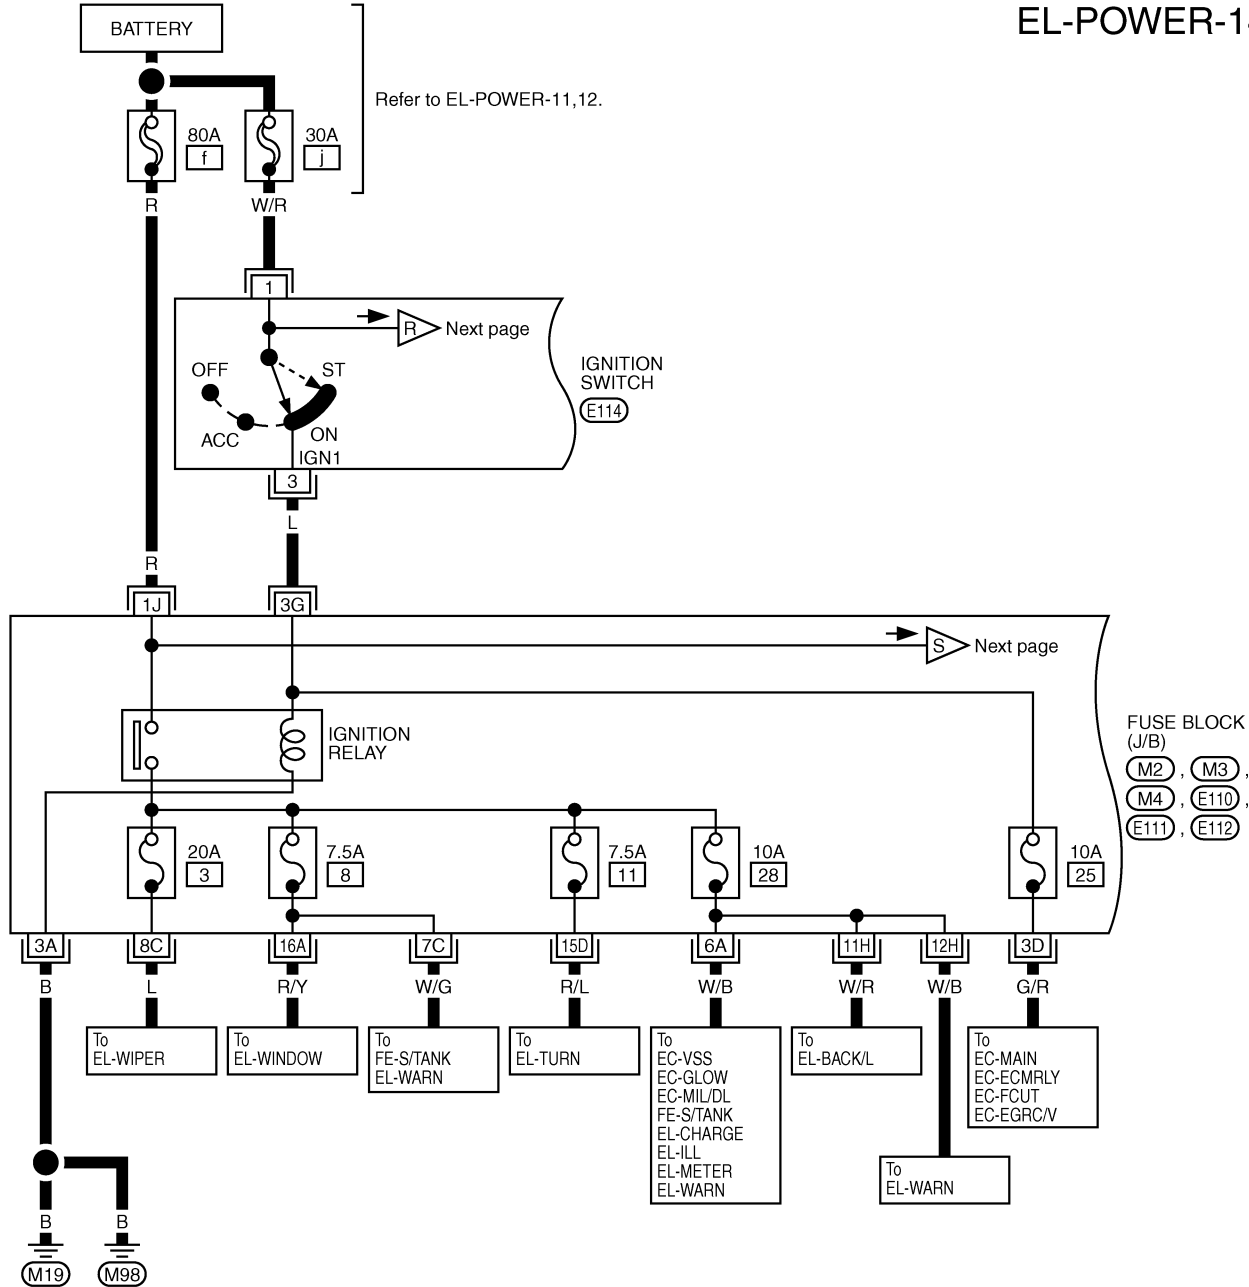 EL-POWER-1
BATTERY
Refer to EL-POWER-11,12.
80A
f
30A
j
R
W/R
1
R
Next page
OFF
ST
ACC
ON
IGN1
IGNITION
SWITCH
E114
3
L
R
1J
3G
S
Next page
IGNITION
RELAY
FUSE BLOCK
(J/B)
M2 , M3 ,
M4 , E110 ,
E111 , E112
20A
3
7.5A
8
7.5A
11
10A
28
10A
25
3A
8C
16A
7C
15D
6A
11H
12H
3D
B
L
R/Y
W/G
R/L
W/B
W/R
W/B
G/R
To
EL-WIPER
To
EL-WINDOW
To
FE-S/TANK
EL-WARN
To
EL-TURN
To
EC-VSS
EC-GLOW
EC-MIL/DL
FE-S/TANK
EL-CHARGE
EL-ILL
EL-METER
EL-WARN
To
EL-BACK/L
To
EL-WARN
To
EC-MAIN
EC-ECMRLY
EC-FCUT
EC-EGRC/V
B
B
M19
M98